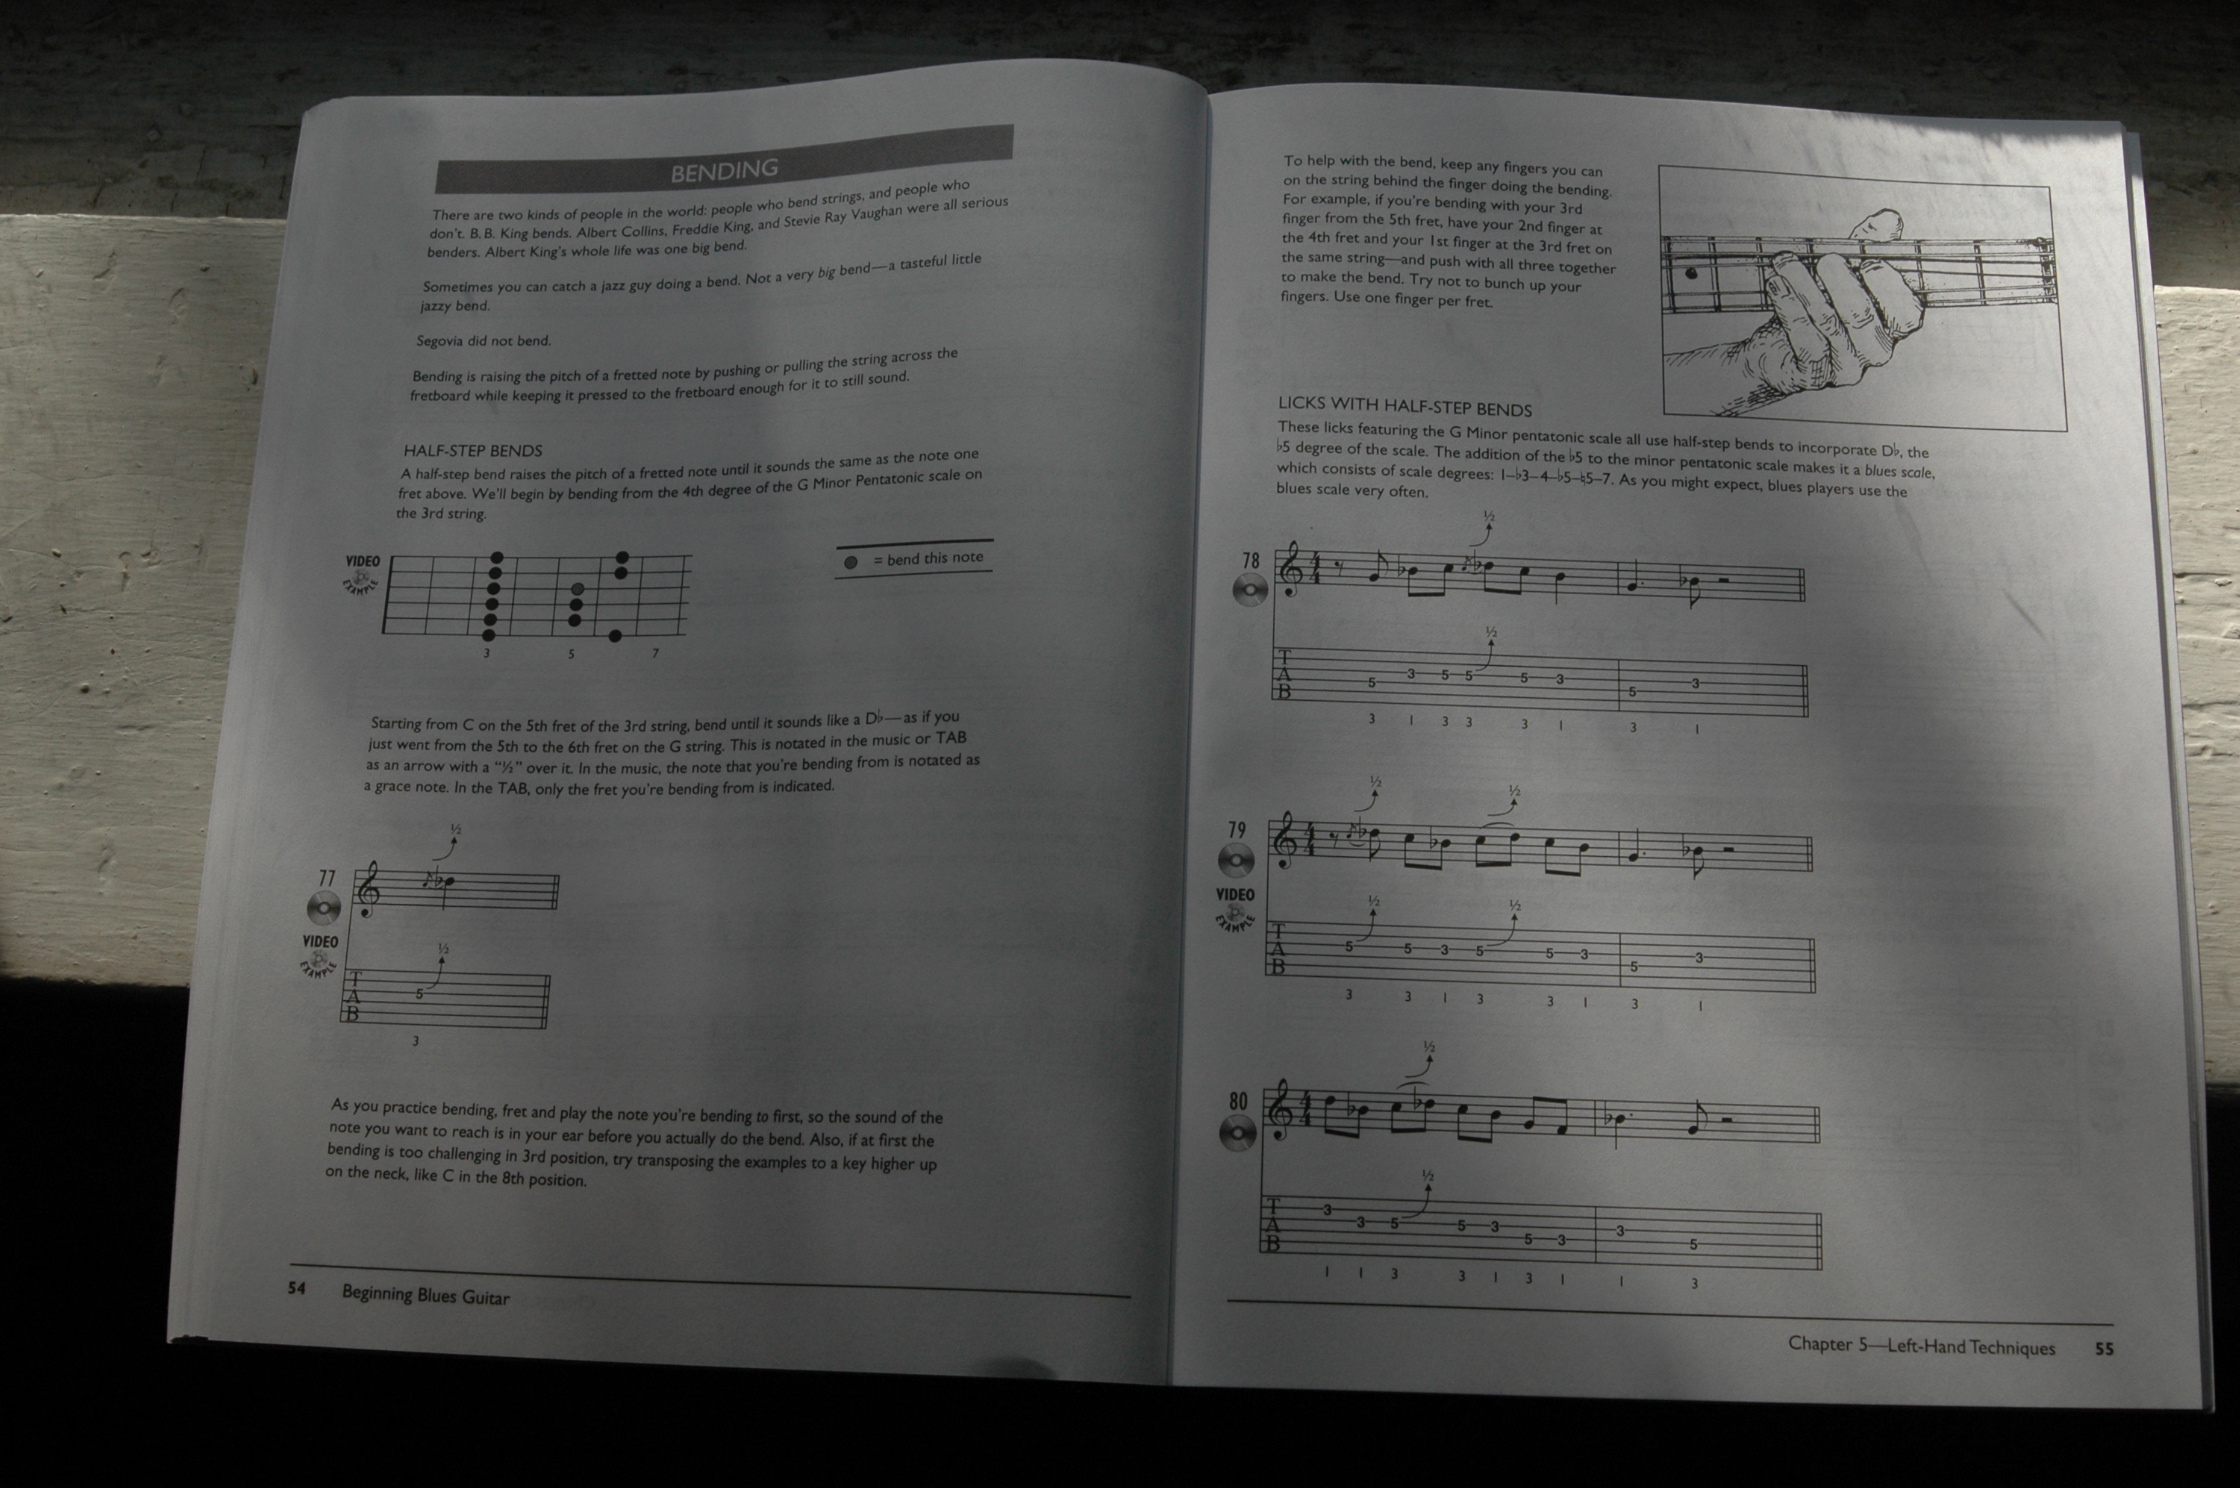 BENDING
There are two kinds of people in the world: people who bend strings, and people who
don't. B. B. King bends. Albert Collins, Freddie King, and Stevie Ray Vaughan were all serious
benders. Albert King's whole life was one big bend.
Sometimes you can catch a jazz guy doing a bend. Not a very big bend—a tasteful little
jazzy bend.
Segovia did not bend.
Bending is raising the pitch of a fretted note by pushing or pulling the string across the
fretboard while keeping it pressed to the fretboard enough for it to still sound.
HALF-STEP BENDS
A half-step bend raises the pitch of a fretted note until it sounds the same as the note one
fret above. We'll begin by bending from the 4th degree of the G Minor Pentatonic scale on
the 3rd string.
VIDEO
EXAMPLE
= bend this note
3 5 7
Starting from C on the 5th fret of the 3rd string, bend until it sounds like a D♭—as if you
just went from the 5th to the 6th fret on the G string. This is notated in the music or TAB
as an arrow with a "½" over it. In the music, the note that you're bending from is notated as
a grace note. In the TAB, only the fret you're bending from is indicated.
½
77
VIDEO
EXAMPLE
½
T
A
B
5
3
As you practice bending, fret and play the note you're bending to first, so the sound of the
note you want to reach is in your ear before you actually do the bend. Also, if at first the
bending is too challenging in 3rd position, try transposing the examples to a key higher up
on the neck, like C in the 8th position.
54 Beginning Blues Guitar
To help with the bend, keep any fingers you can
on the string behind the finger doing the bending.
For example, if you're bending with your 3rd
finger from the 5th fret, have your 2nd finger at
the 4th fret and your 1st finger at the 3rd fret on
the same string—and push with all three together
to make the bend. Try not to bunch up your
fingers. Use one finger per fret.
LICKS WITH HALF-STEP BENDS
These licks featuring the G Minor pentatonic scale all use half-step bends to incorporate D♭, the
♭5 degree of the scale. The addition of the ♭5 to the minor pentatonic scale makes it a blues scale,
which consists of scale degrees: 1–♭3–4–♭5–♮5–7. As you might expect, blues players use the
blues scale very often.
½
78
4
4
½
T
A
B
5 3 5 5 5 3 5 3
3 1 3 3 3 1 3 1
½ ½
79
4
4
VIDEO
EXAMPLE
½ ½
T
A
B
5 5 3 5 5 3 5 3
3 3 1 3 3 1 3 1
½
80
4
4
½
T
A
B
3 3 5 5 3 5 3 3 5
1 1 3 3 1 3 1 1 3
Chapter 5—Left-Hand Techniques 55